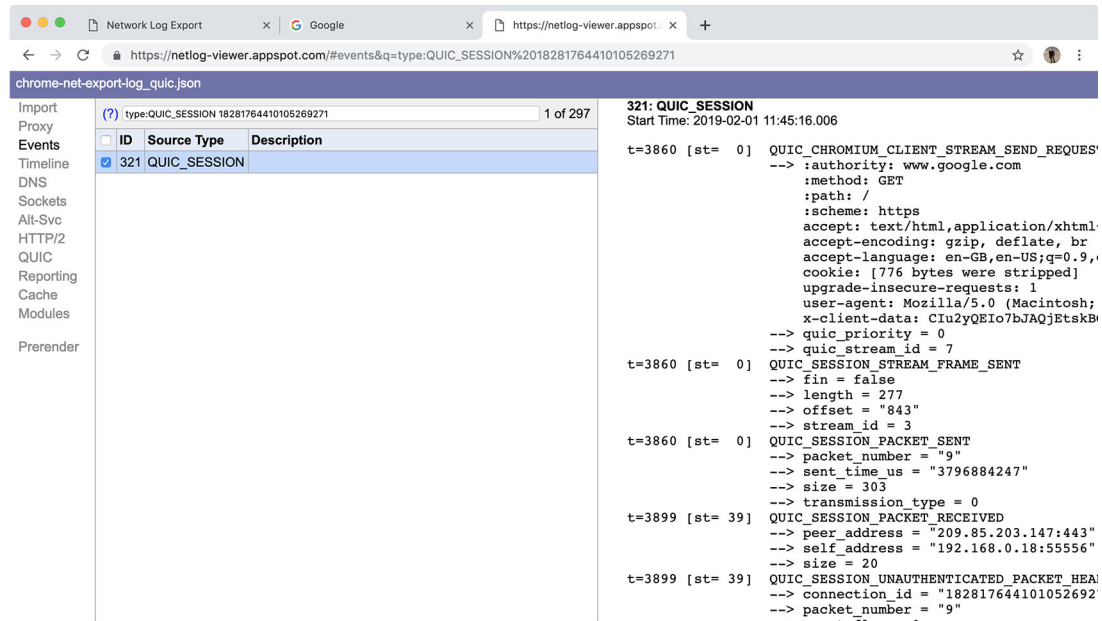 Network Log Export
Google
https://netlog-viewer.appspot.
https://netlog-viewer.appspot.com/#events&q=type:QUIC_SESSION%2018281764410105269271
chrome-net-export-log_quic.json
Import
Proxy
Events
Timeline
DNS
Sockets
Alt-Svc
HTTP/2
QUIC
Reporting
Cache
Modules
Prerender
(?) type:QUIC_SESSION 18281764410105269271 1 of 297
ID Source Type Description
321 QUIC_SESSION
321: QUIC_SESSION
Start Time: 2019-02-01 11:45:16.006
t=3860 [st= 0] QUIC_CHROMIUM_CLIENT_STREAM_SEND_REQUEST
--> :authority: www.google.com
:method: GET
:path: /
:scheme: https
accept: text/html,application/xhtml
accept-encoding: gzip, deflate, br
accept-language: en-GB,en-US;q=0.9,
cookie: [776 bytes were stripped]
upgrade-insecure-requests: 1
user-agent: Mozilla/5.0 (Macintosh;
x-client-data: CIu2yQEIo7bJAQjEtskB
--> quic_priority = 0
--> quic_stream_id = 7
t=3860 [st= 0] QUIC_SESSION_STREAM_FRAME_SENT
--> fin = false
--> length = 277
--> offset = "843"
--> stream_id = 3
t=3860 [st= 0] QUIC_SESSION_PACKET_SENT
--> packet_number = "9"
--> sent_time_us = "3796884247"
--> size = 303
--> transmission_type = 0
t=3899 [st= 39] QUIC_SESSION_PACKET_RECEIVED
--> peer_address = "209.85.203.147:443"
--> self_address = "192.168.0.18:55556"
--> size = 20
t=3899 [st= 39] QUIC_SESSION_UNAUTHENTICATED_PACKET_HEA
--> connection_id = "182817644101052692
--> packet_number = "9"